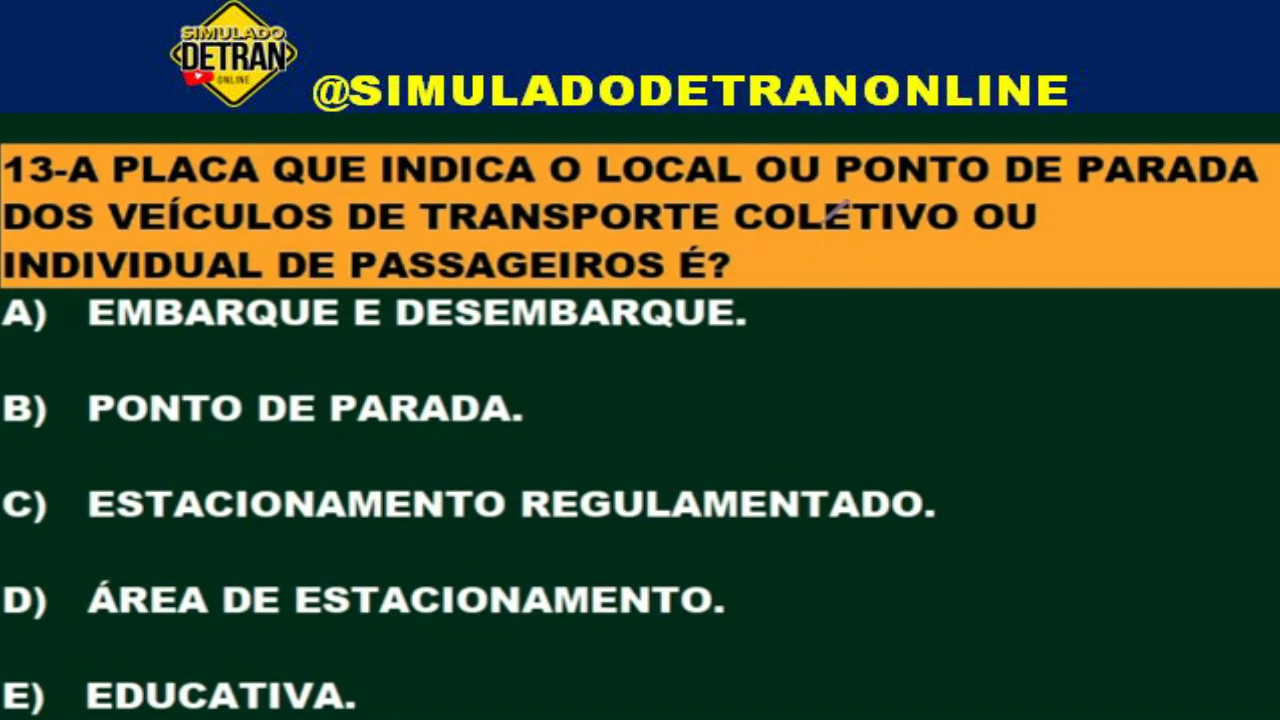 SIMULADO
DETRAN
ONLINE
@SIMULADODETRANONLINE
13-A PLACA QUE INDICA O LOCAL OU PONTO DE PARADA
DOS VEÍCULOS DE TRANSPORTE COLETIVO OU
INDIVIDUAL DE PASSAGEIROS É?
A) EMBARQUE E DESEMBARQUE.
B) PONTO DE PARADA.
C) ESTACIONAMENTO REGULAMENTADO.
D) ÁREA DE ESTACIONAMENTO.
E) EDUCATIVA.